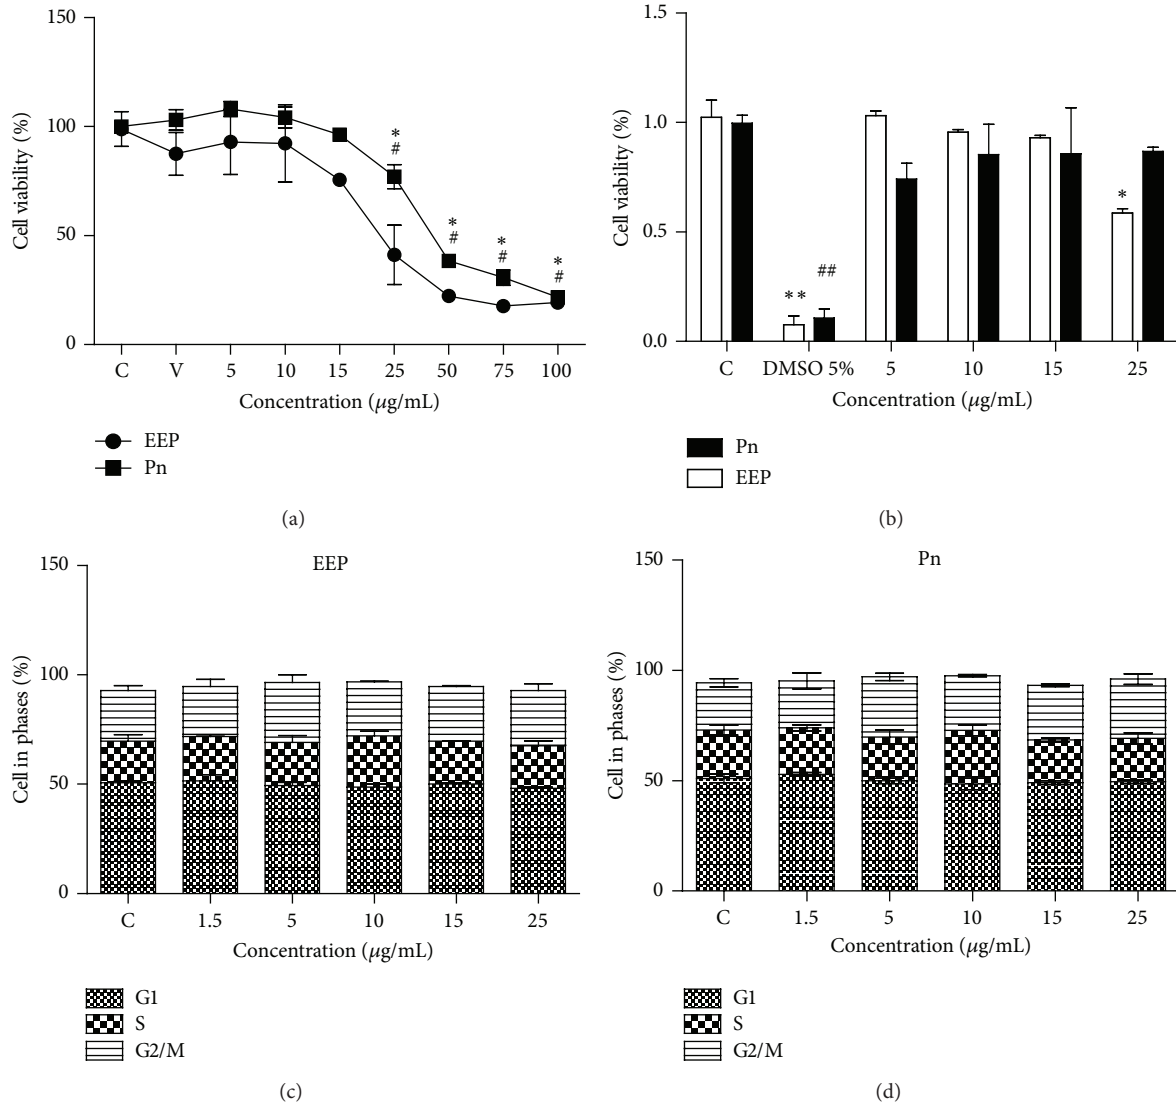 150
100
50
0
Cell viability (%)
*
#
*
#
*
#
*
#
C V 5 10 15 25 50 75 100
Concentration (μg/mL)
EEP
Pn
(a)
1.5
1.0
0.5
0.0
Cell viability (%)
**
##
*
C DMSO 5% 5 10 15 25
Concentration (μg/mL)
Pn
EEP
(b)
EEP
150
100
50
0
Cell in phases (%)
C 1.5 5 10 15 25
Concentration (μg/mL)
G1
S
G2/M
(c)
Pn
150
100
50
0
Cell in phases (%)
C 1.5 5 10 15 25
Concentration (μg/mL)
G1
S
G2/M
(d)